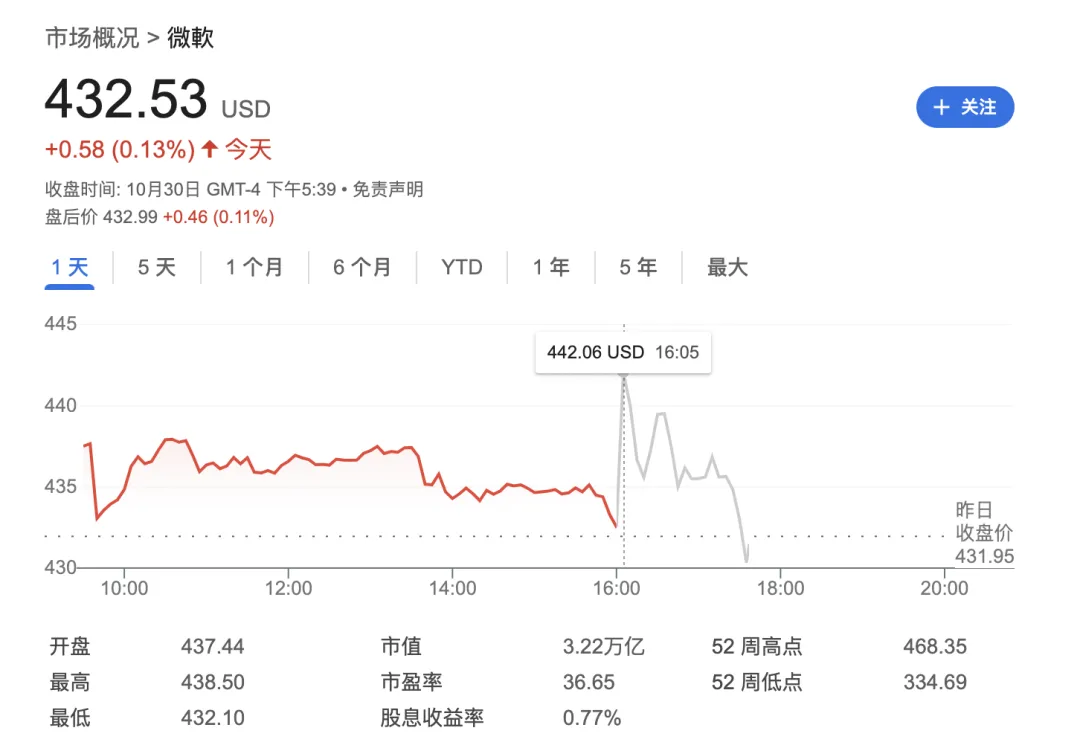 市场概况 > 微軟
432.53 USD
+ 关注
+0.58 (0.13%) ↑ 今天
收盘时间: 10月30日 GMT-4 下午5:39 • 免责声明
盘后价 432.99 +0.46 (0.11%)
1 天 5 天 1 个月 6 个月 YTD 1 年 5 年 最大
445
442.06 USD 16:05
440
435
昨日
收盘价
431.95
430
10:00 12:00 14:00 16:00 18:00 20:00
开盘 437.44 市值 3.22万亿 52 周高点 468.35
最高 438.50 市盈率 36.65 52 周低点 334.69
最低 432.10 股息收益率 0.77%